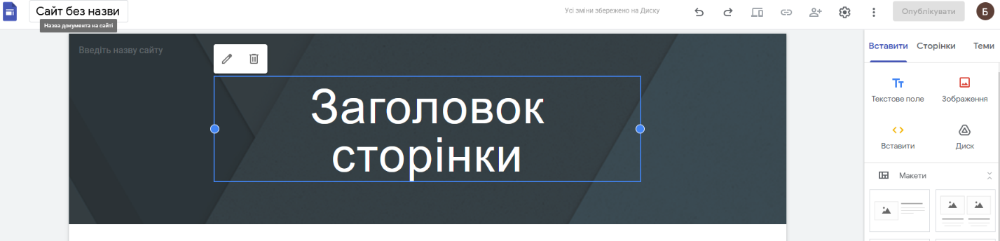 Сайт без назви
Назва документа на сайті
Усі зміни збережено на Диску
Опублікувати
Б
Введіть назву сайту
Заголовок
сторінки
Вставити Сторінки Теми
Текстове поле
Зображення
Вставити
Диск
Макети